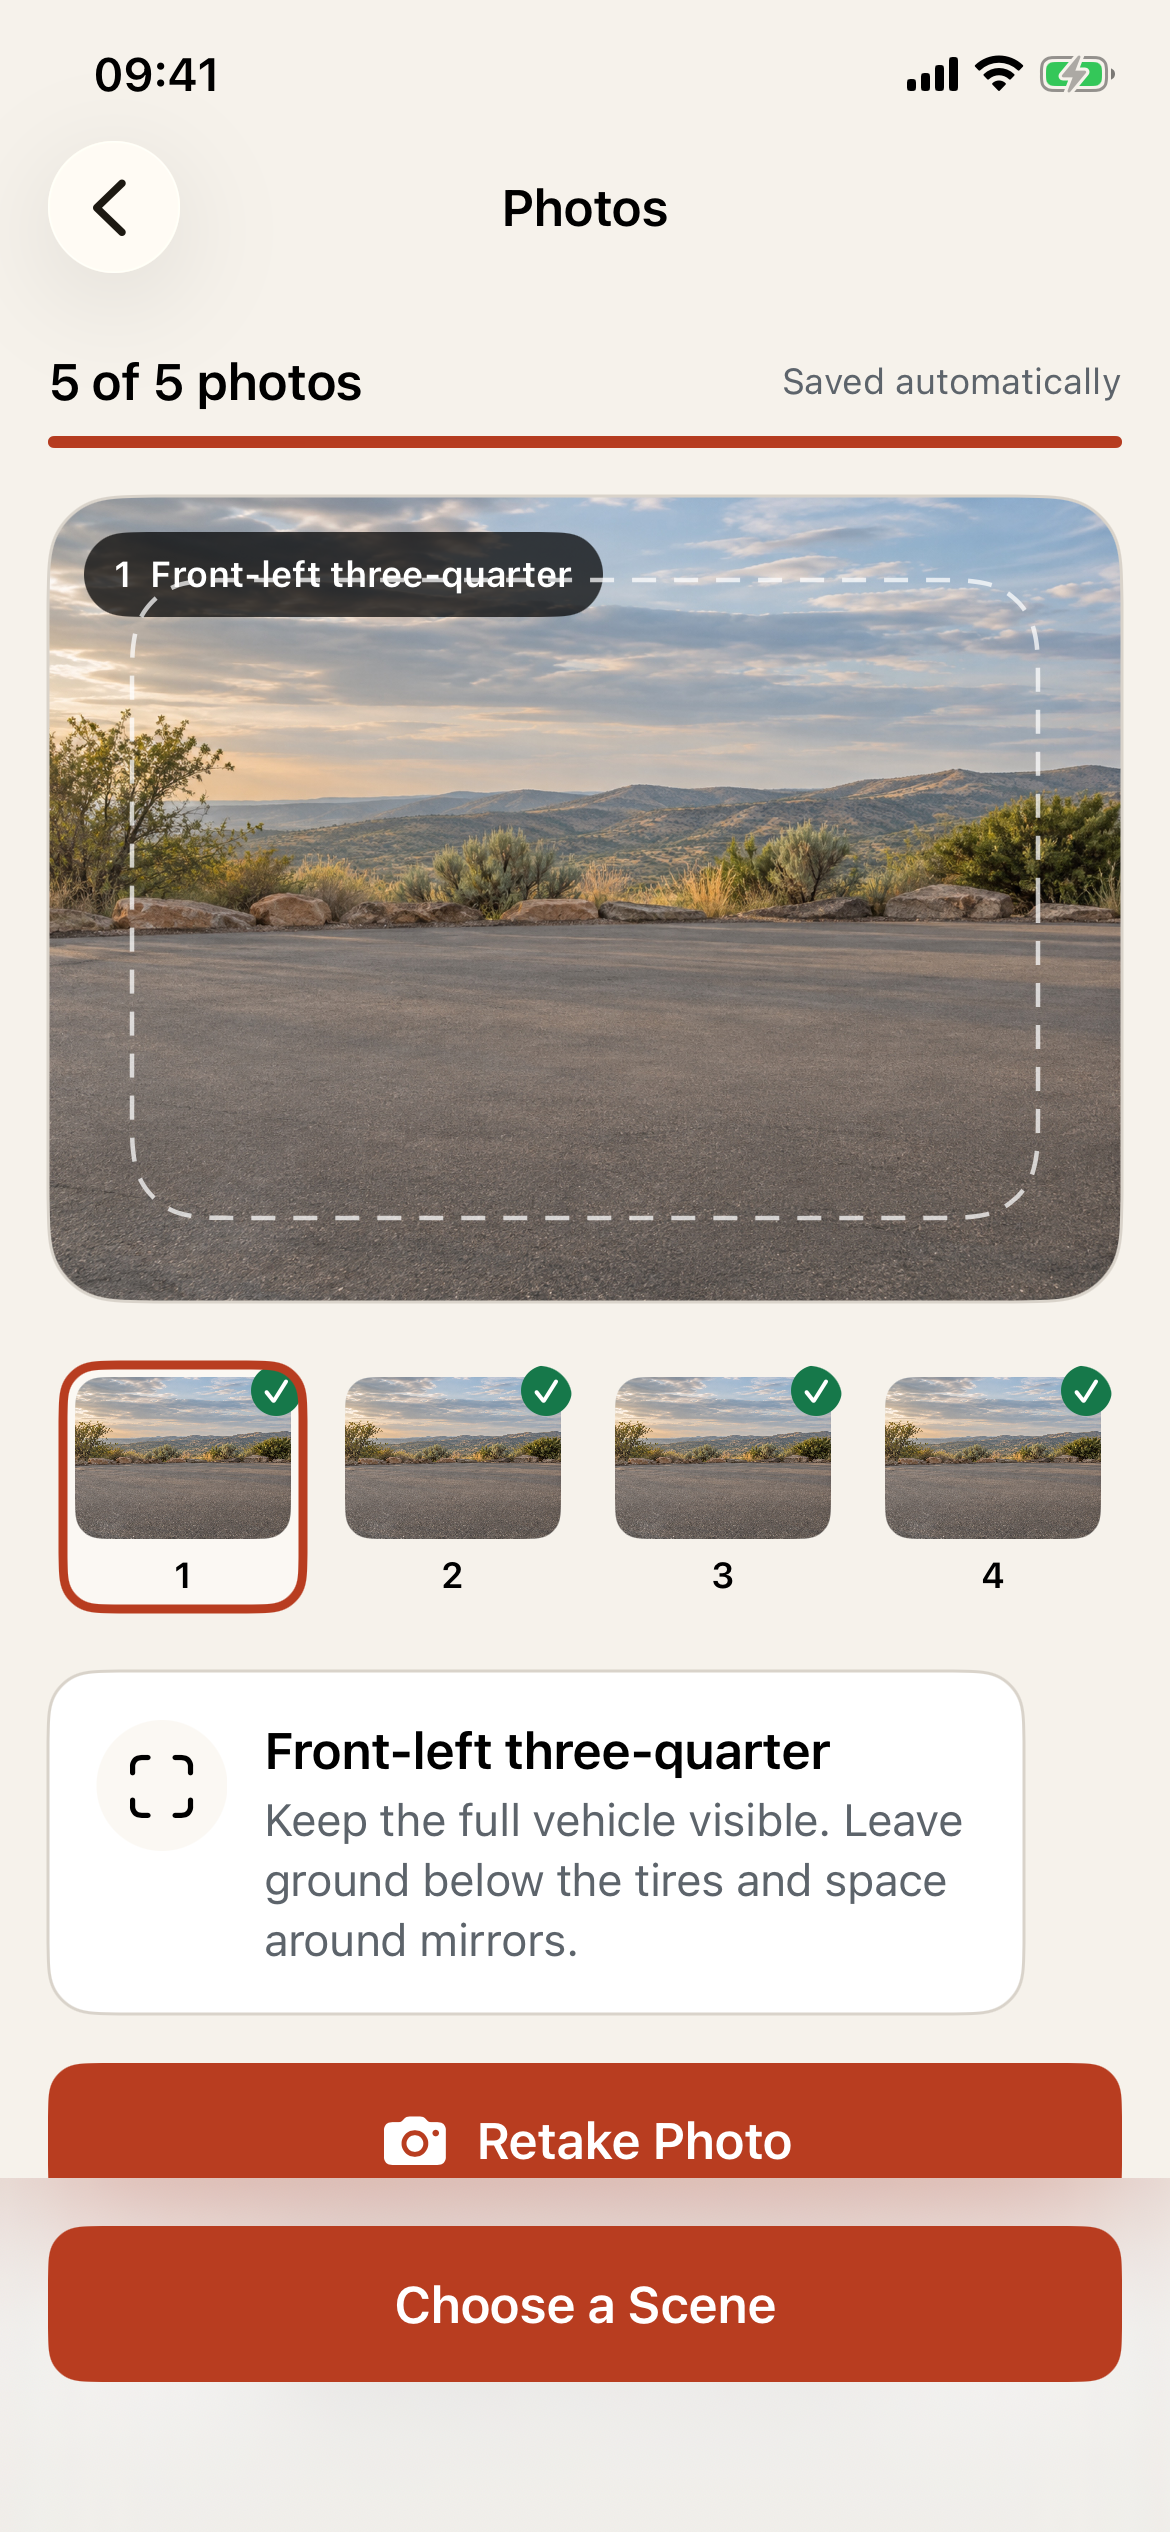 09:41
Photos
5 of 5 photos
Saved automatically
1 Front-left three-quarter
1
2
3
4
Front-left three-quarter
Keep the full vehicle visible. Leave
ground below the tires and space
around mirrors.
Retake Photo
Choose a Scene